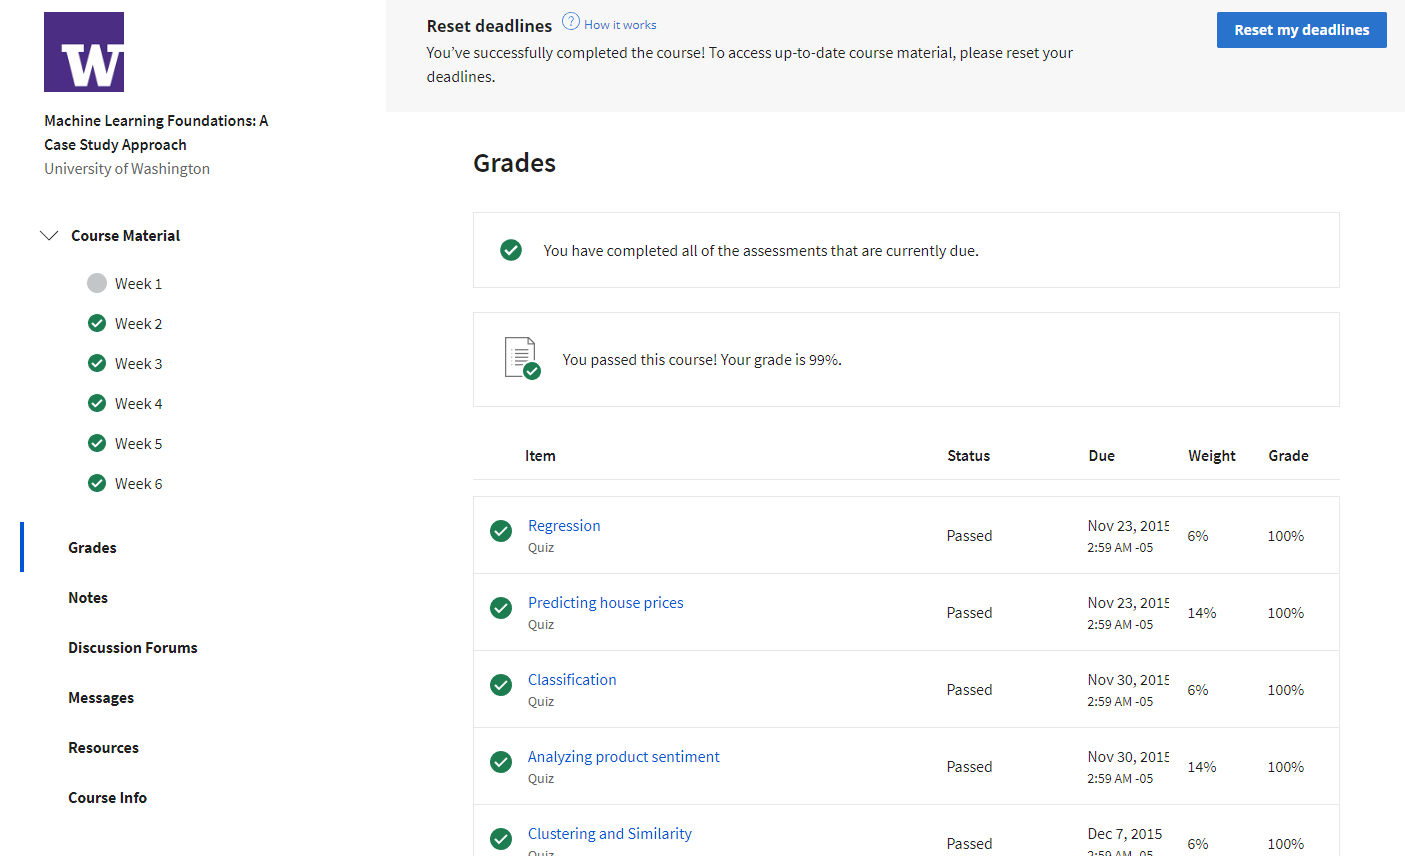 W
Machine Learning Foundations: A
Case Study Approach
University of Washington
Course Material
Week 1
Week 2
Week 3
Week 4
Week 5
Week 6
Grades
Notes
Discussion Forums
Messages
Resources
Course Info
Reset deadlines ? How it works
You've successfully completed the course! To access up-to-date course material, please reset your
deadlines.
Reset my deadlines
Grades
You have completed all of the assessments that are currently due.
You passed this course! Your grade is 99%.
Item Status Due Weight Grade
Regression
Quiz
Passed
Nov 23, 2015
2:59 AM -05
6%
100%
Predicting house prices
Quiz
Passed
Nov 23, 2015
2:59 AM -05
14%
100%
Classification
Quiz
Passed
Nov 30, 2015
2:59 AM -05
6%
100%
Analyzing product sentiment
Quiz
Passed
Nov 30, 2015
2:59 AM -05
14%
100%
Clustering and Similarity
Quiz
Passed
Dec 7, 2015
2:59 AM -05
6%
100%